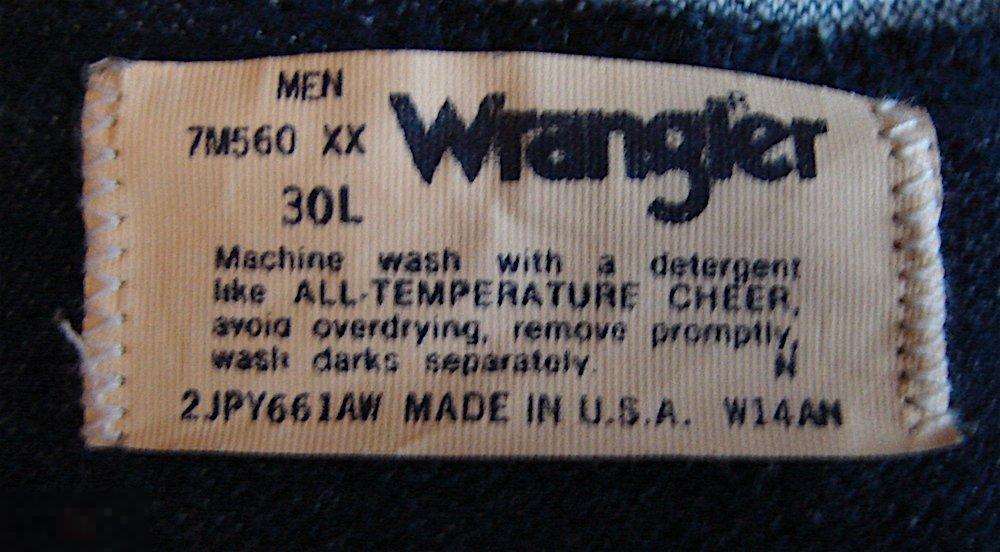 MEN
7M560 XX
30L
Wrangler®
Machine wash with a detergent
like ALL-TEMPERATURE CHEER,
avoid overdrying, remove promptly,
wash darks separately. N
2JPY661AW MADE IN U.S.A. W14AN